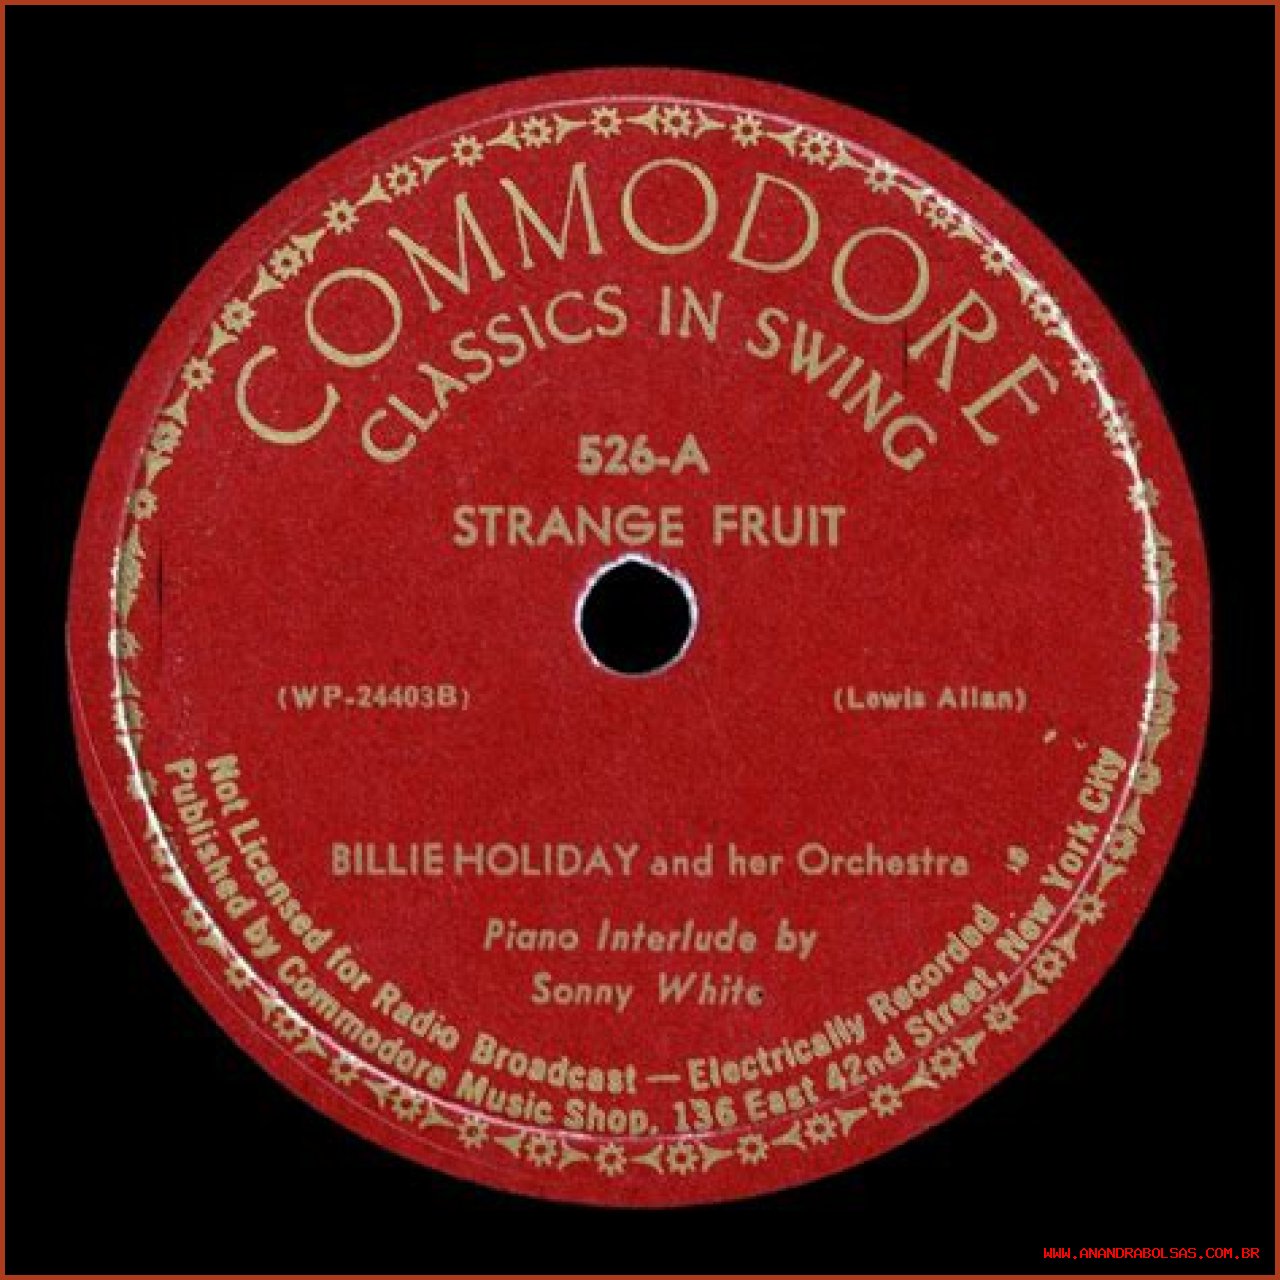 COMMODORE
CLASSICS IN SWING
526-A
STRANGE FRUIT
(WP-24403B)
(Lewis Allan)
BILLIE HOLIDAY and her Orchestra
Piano Interlude by
Sonny White
Not Licensed for Radio Broadcast — Electrically Recorded
Published by Commodore Music Shop, 136 East 42nd Street, New York City
WWW.ANANDRABOLSAS.COM.BR